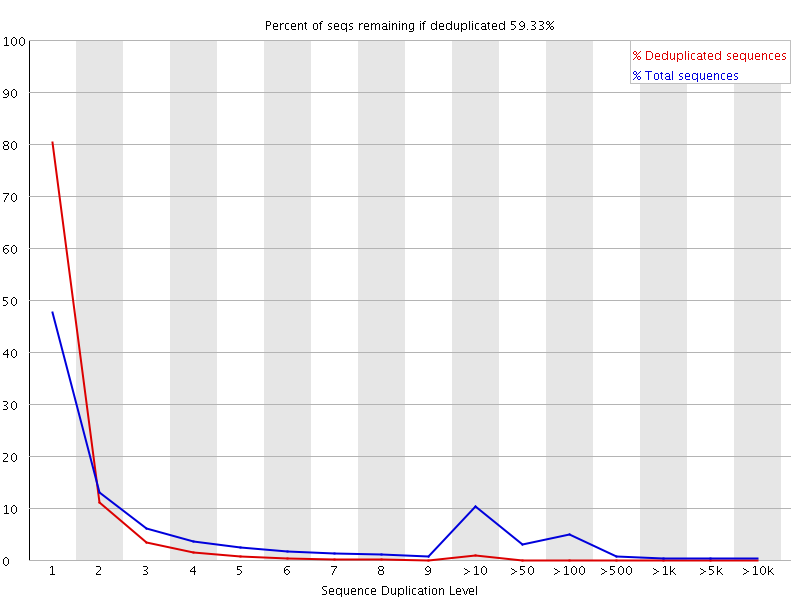 Percent of seqs remaining if deduplicated 59.33%
% Deduplicated sequences
% Total sequences
100
90
80
70
60
50
40
30
20
10
0
1 2 3 4 5 6 7 8 9 >10 >50 >100 >500 >1k >5k >10k
Sequence Duplication Level